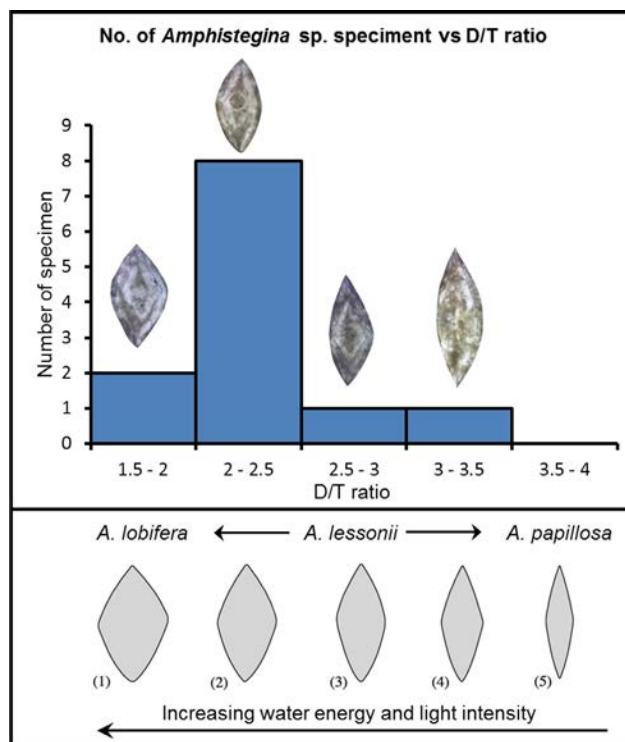 No. of Amphistegina sp. speciment vs D/T ratio
9
8
7
6
5
4
3
2
1
0
Number of specimen
1.5 - 2 2 - 2.5 2.5 - 3 3 - 3.5 3.5 - 4
D/T ratio
A. lobifera A. lessonii A. papillosa
(1) (2) (3) (4) (5)
Increasing water energy and light intensity